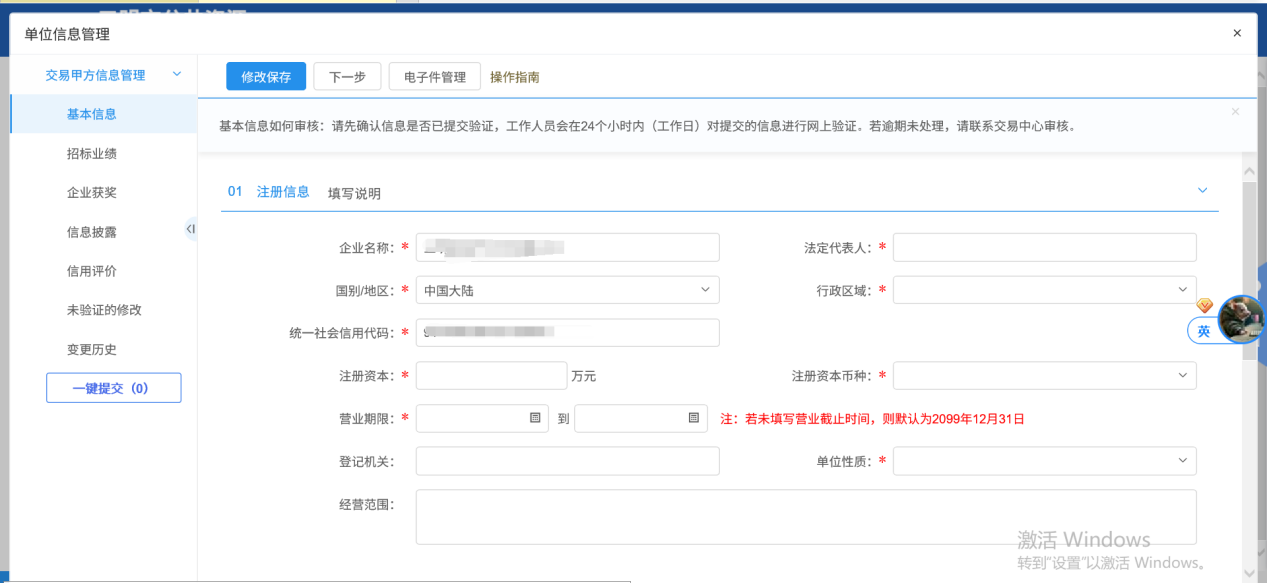 单位信息管理
×
交易甲方信息管理
修改保存 下一步 电子件管理 操作指南
基本信息
基本信息如何审核：请先确认信息是否已提交验证，工作人员会在24个小时内（工作日）对提交的信息进行网上验证。若逾期未处理，请联系交易中心审核。
招标业绩
企业获奖
信息披露
信用评价
未验证的修改
变更历史
一键提交（0）
01 注册信息 填写说明
企业名称：*
法定代表人：*
国别/地区：* 中国大陆
行政区域：*
统一社会信用代码：* 9
注册资本：* 万元
注册资本币种：*
营业期限：* 到 注：若未填写营业截止时间，则默认为2099年12月31日
登记机关：
单位性质：*
经营范围：
英
激活 Windows
转到"设置"以激活 Windows。